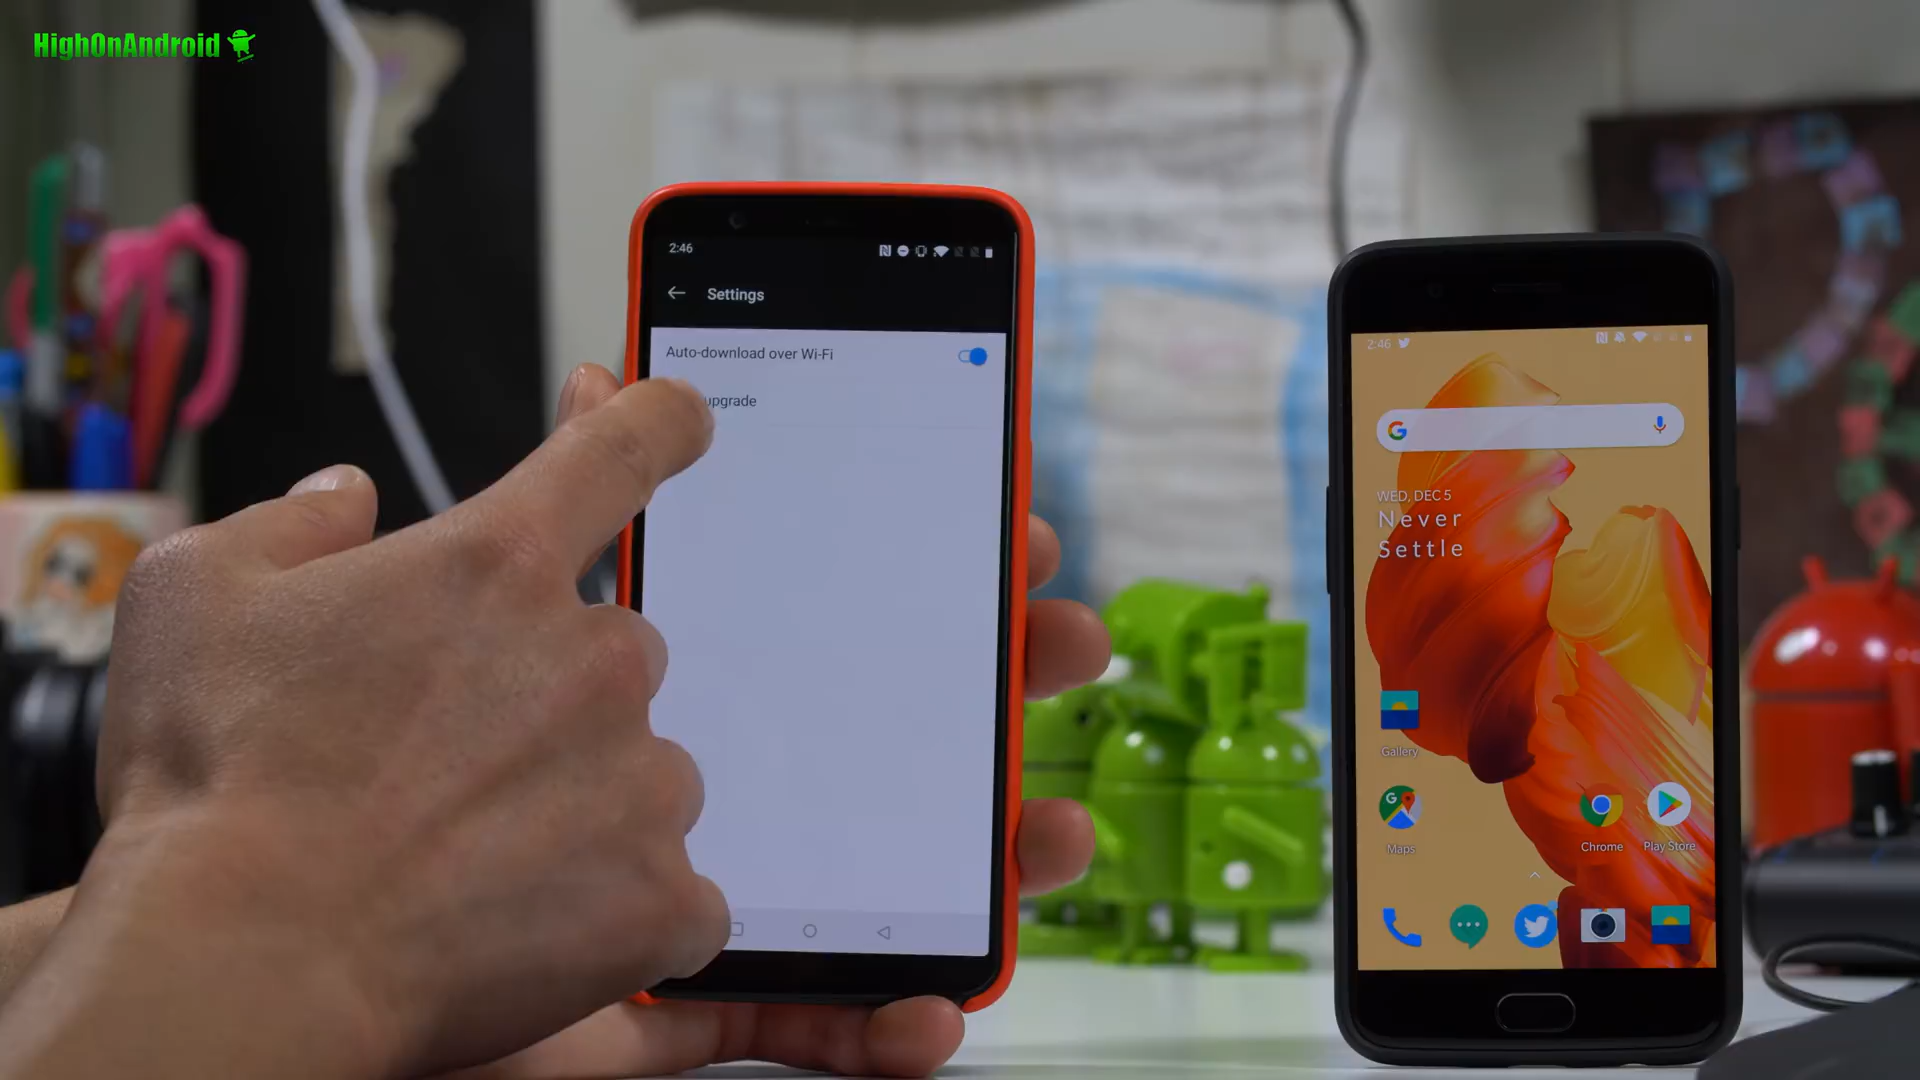 HighOnAndroid
2:46
Settings
Auto-download over Wi-Fi
upgrade
2:46
WED, DEC 5
Never
Settle
Gallery
Maps
Chrome
Play Store